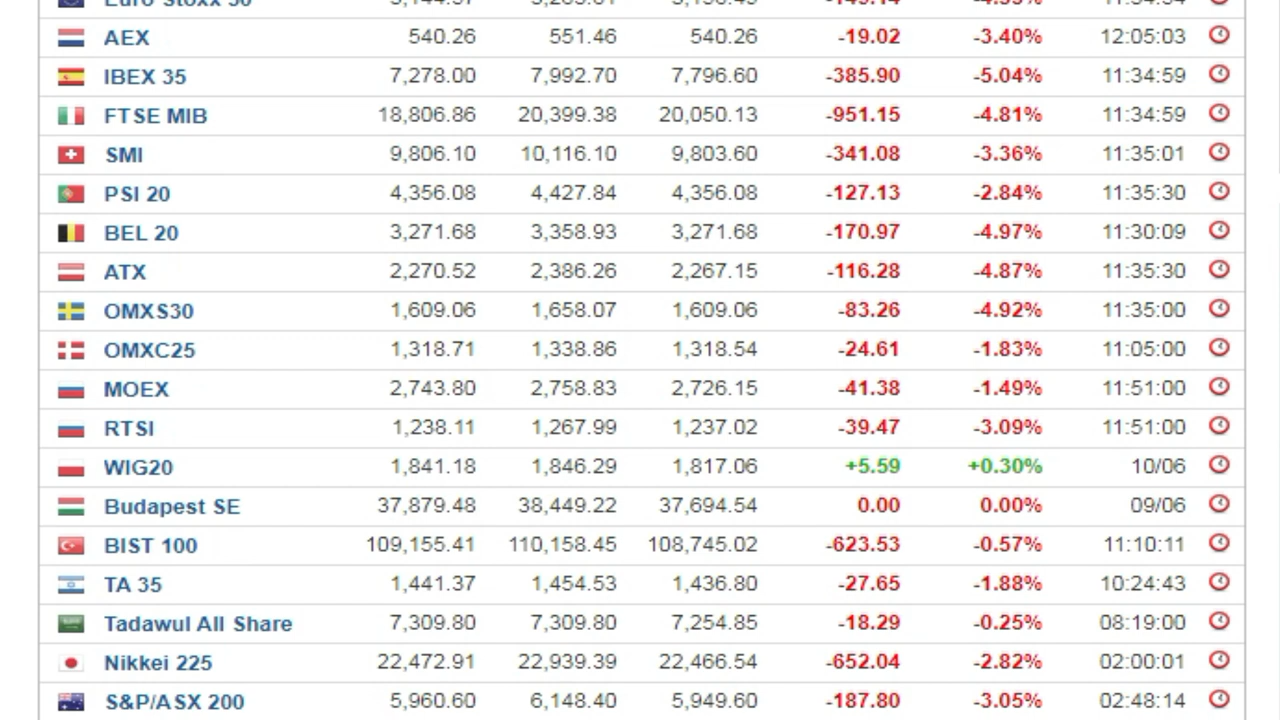 Euro Stoxx 50
AEX 540.26 551.46 540.26 -19.02 -3.40% 12:05:03
IBEX 35 7,278.00 7,992.70 7,796.60 -385.90 -5.04% 11:34:59
FTSE MIB 18,806.86 20,399.38 20,050.13 -951.15 -4.81% 11:34:59
SMI 9,806.10 10,116.10 9,803.60 -341.08 -3.36% 11:35:01
PSI 20 4,356.08 4,427.84 4,356.08 -127.13 -2.84% 11:35:30
BEL 20 3,271.68 3,358.93 3,271.68 -170.97 -4.97% 11:30:09
ATX 2,270.52 2,386.26 2,267.15 -116.28 -4.87% 11:35:30
OMXS30 1,609.06 1,658.07 1,609.06 -83.26 -4.92% 11:35:00
OMXC25 1,318.71 1,338.86 1,318.54 -24.61 -1.83% 11:05:00
MOEX 2,743.80 2,758.83 2,726.15 -41.38 -1.49% 11:51:00
RTSI 1,238.11 1,267.99 1,237.02 -39.47 -3.09% 11:51:00
WIG20 1,841.18 1,846.29 1,817.06 +5.59 +0.30% 10/06
Budapest SE 37,879.48 38,449.22 37,694.54 0.00 0.00% 09/06
BIST 100 109,155.41 110,158.45 108,745.02 -623.53 -0.57% 11:10:11
TA 35 1,441.37 1,454.53 1,436.80 -27.65 -1.88% 10:24:43
Tadawul All Share 7,309.80 7,309.80 7,254.85 -18.29 -0.25% 08:19:00
Nikkei 225 22,472.91 22,939.39 22,466.54 -652.04 -2.82% 02:00:01
S&P/ASX 200 5,960.60 6,148.40 5,949.60 -187.80 -3.05% 02:48:14